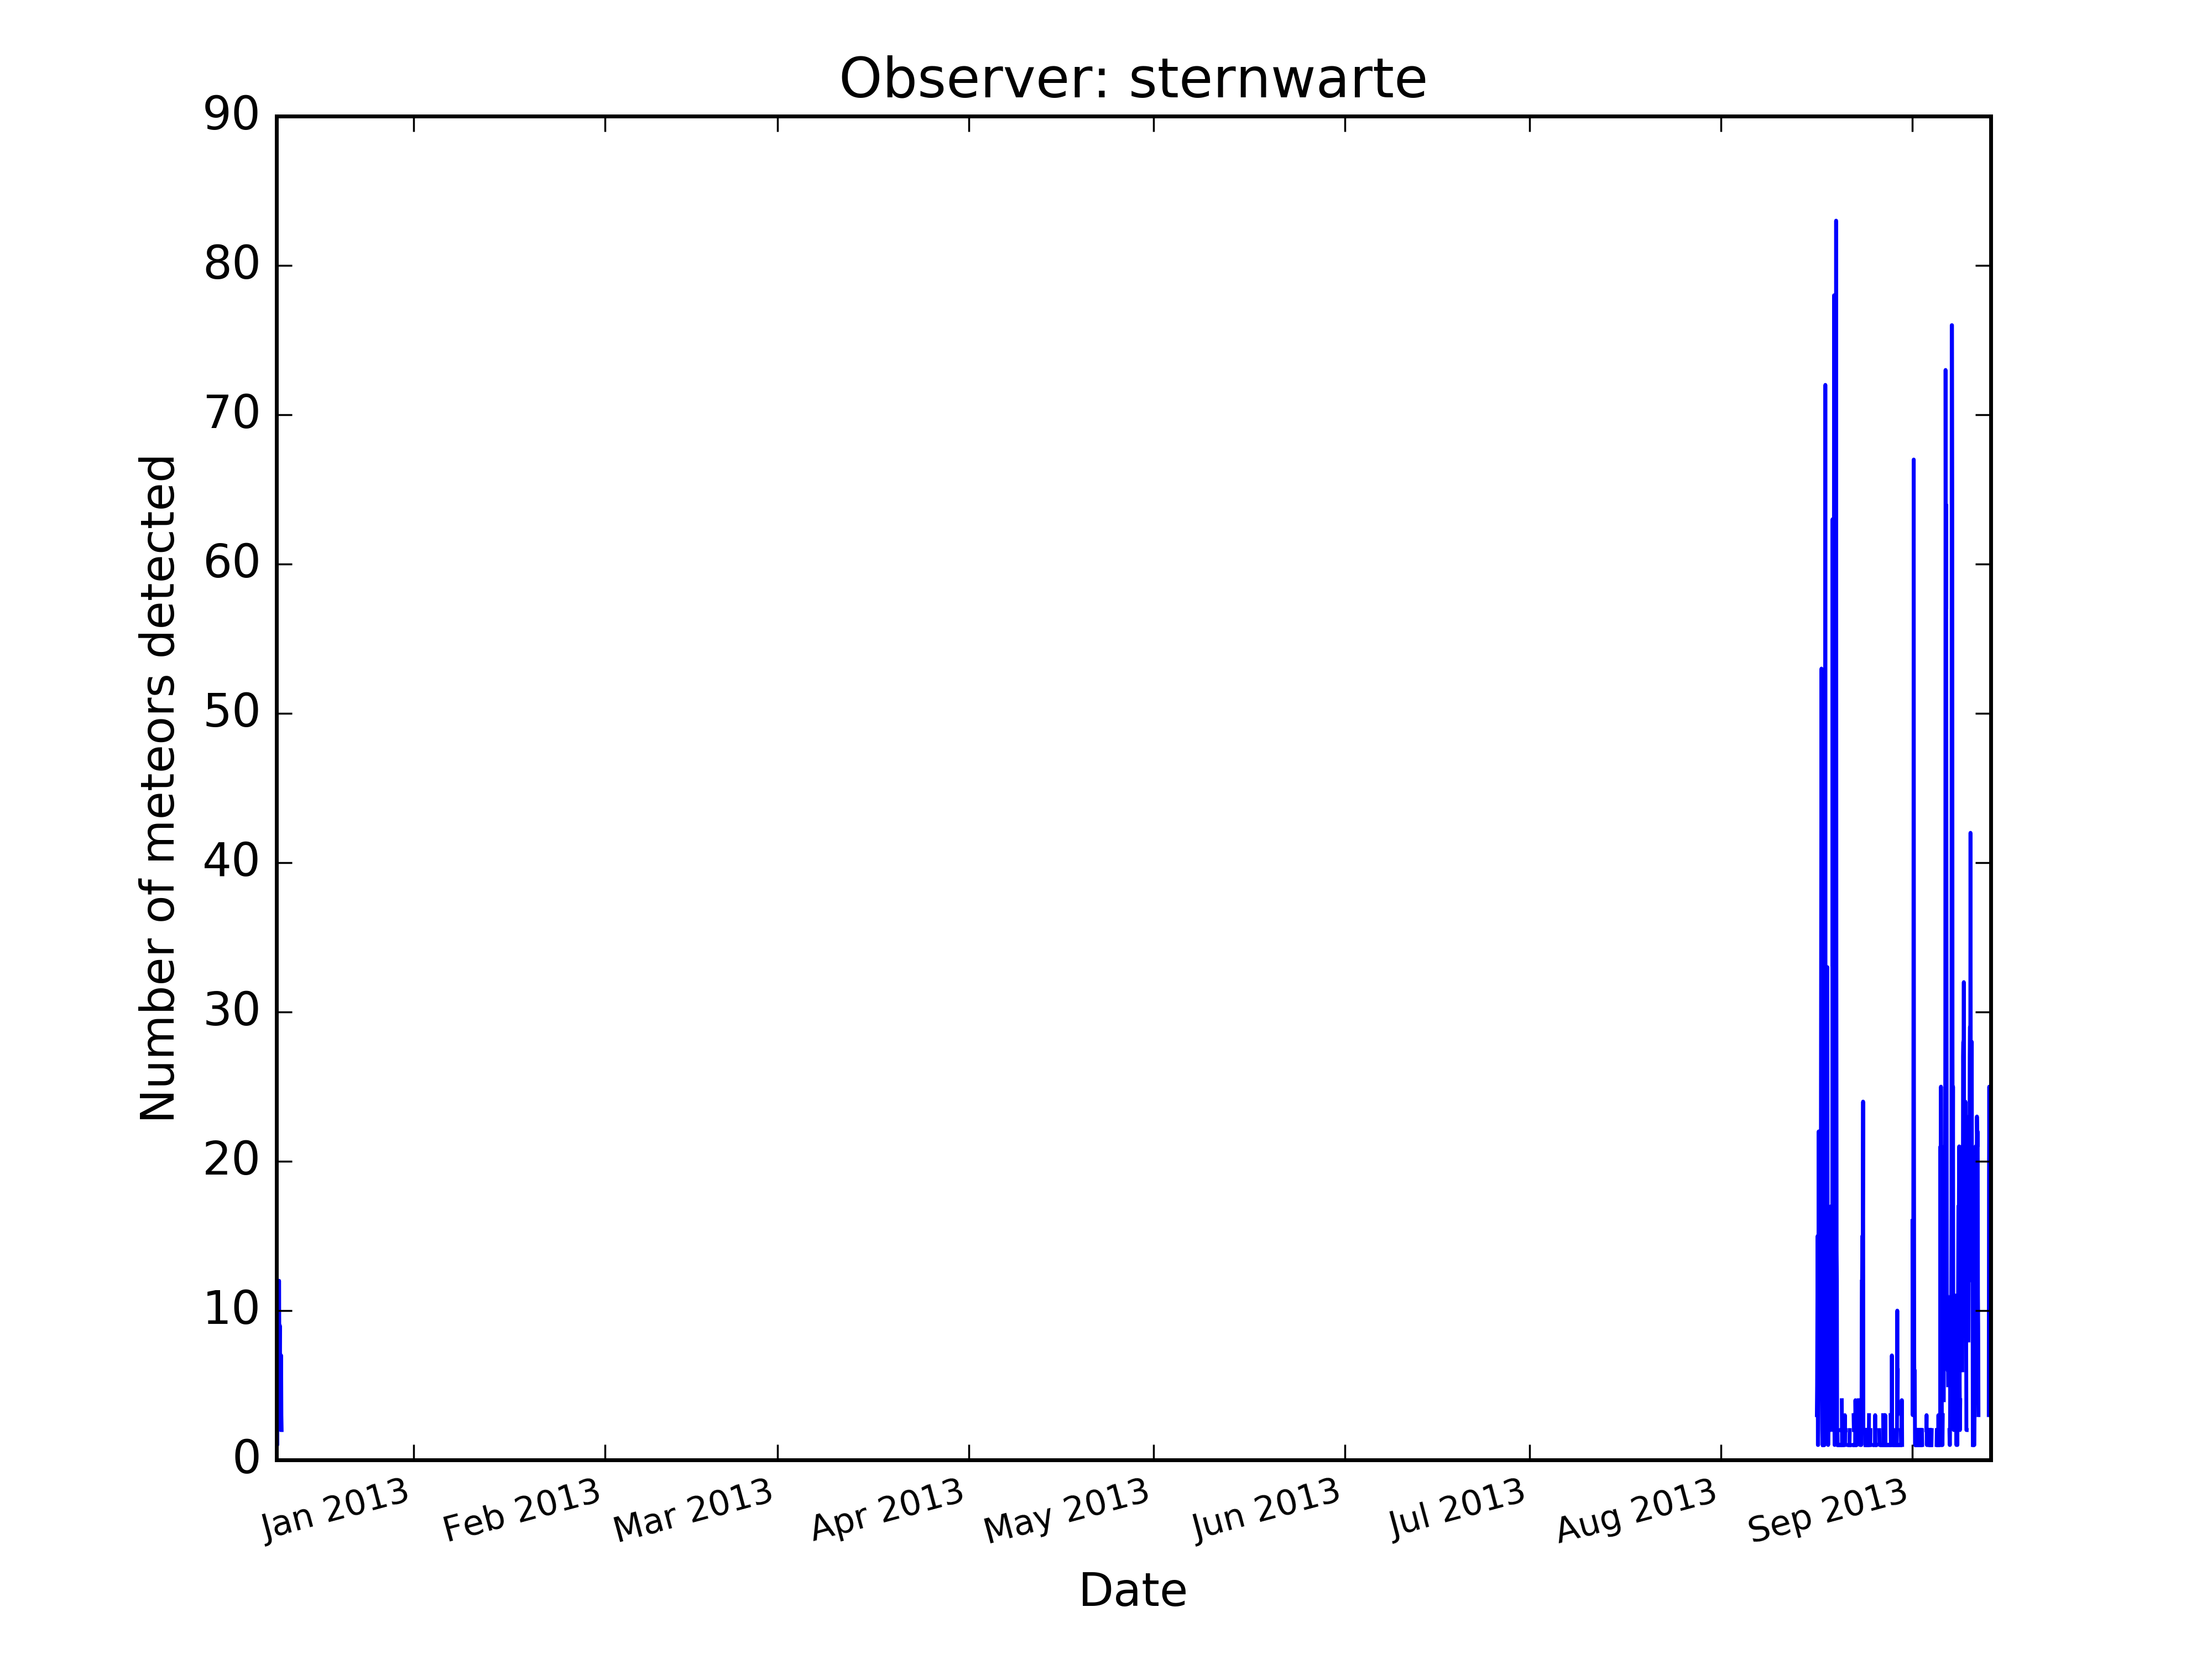 Observer: sternwarte
90
80
70
60
50
40
30
20
10
0
Number of meteors detected
Jan 2013
Feb 2013
Mar 2013
Apr 2013
May 2013
Jun 2013
Jul 2013
Aug 2013
Sep 2013
Date